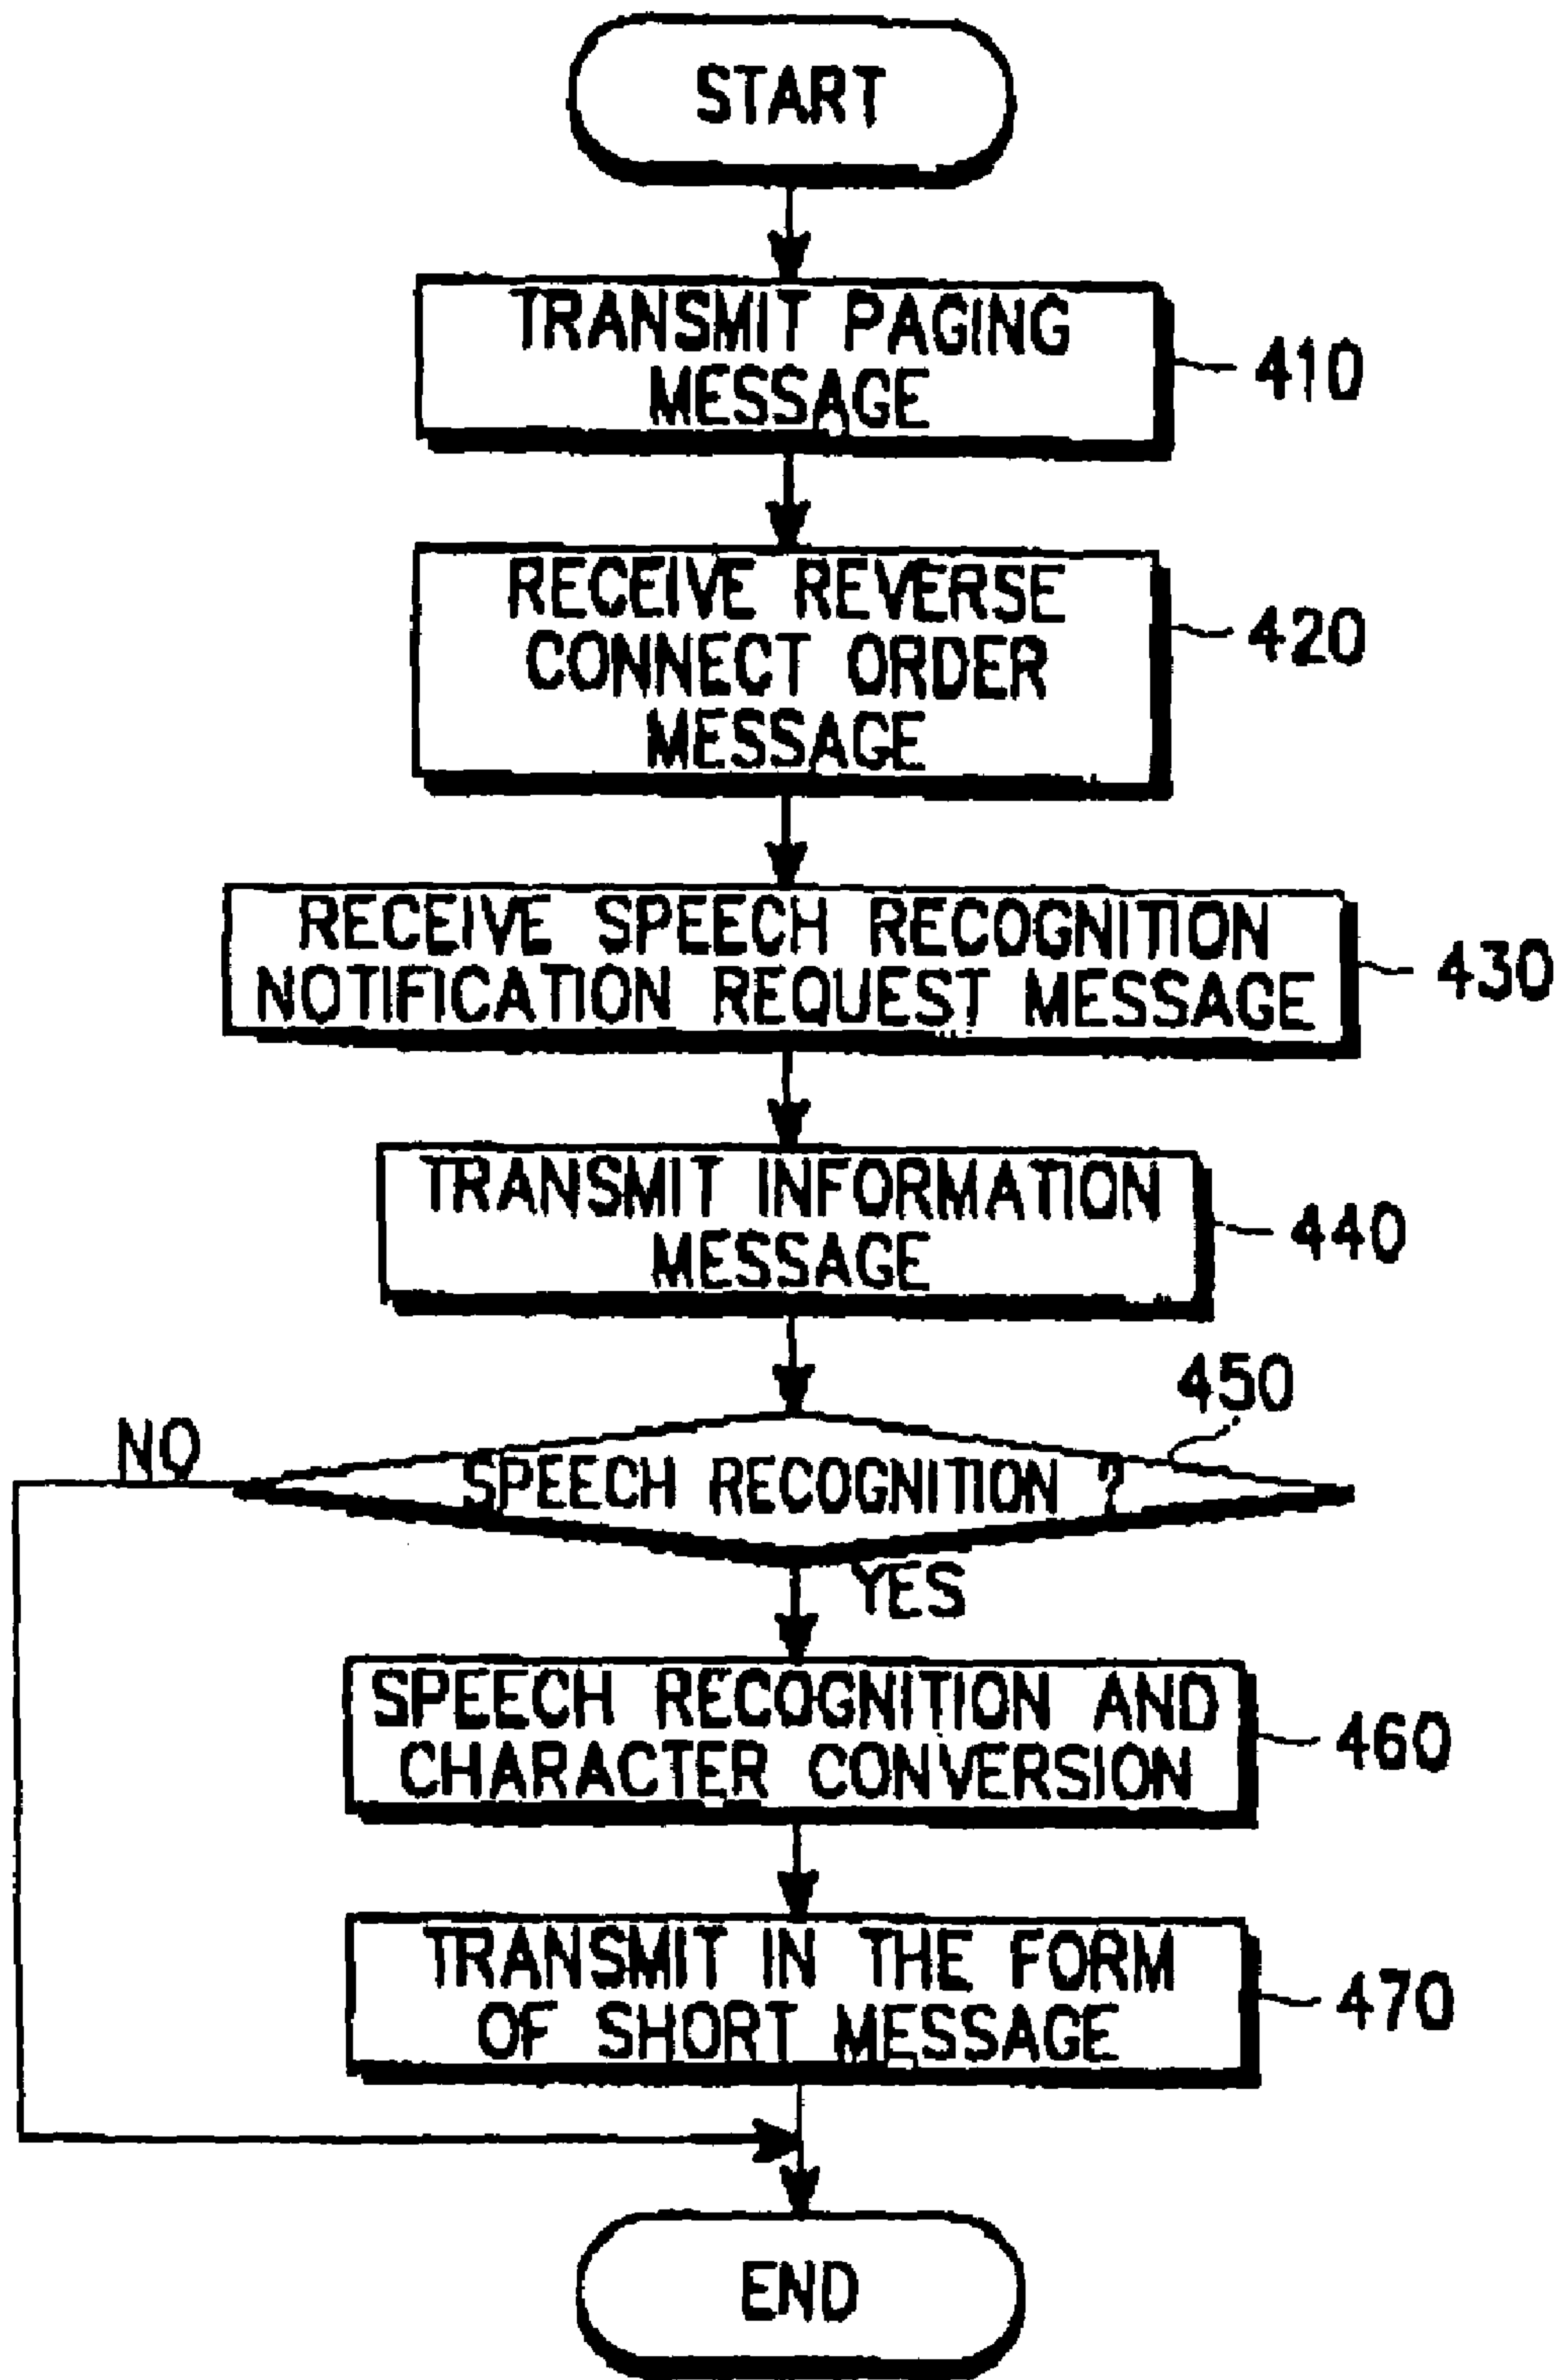 START
TRANSMIT PAGING
MESSAGE
410
RECEIVE REVERSE
CONNECT ORDER
MESSAGE
420
RECEIVE SPEECH RECOGNITION
NOTIFICATION REQUEST MESSAGE
430
TRANSMIT INFORMATION
MESSAGE
440
450
NO
SPEECH RECOGNITION ?
YES
SPEECH RECOGNITION AND
CHARACTER CONVERSION
460
TRANSMIT IN THE FORM
OF SHORT MESSAGE
470
END